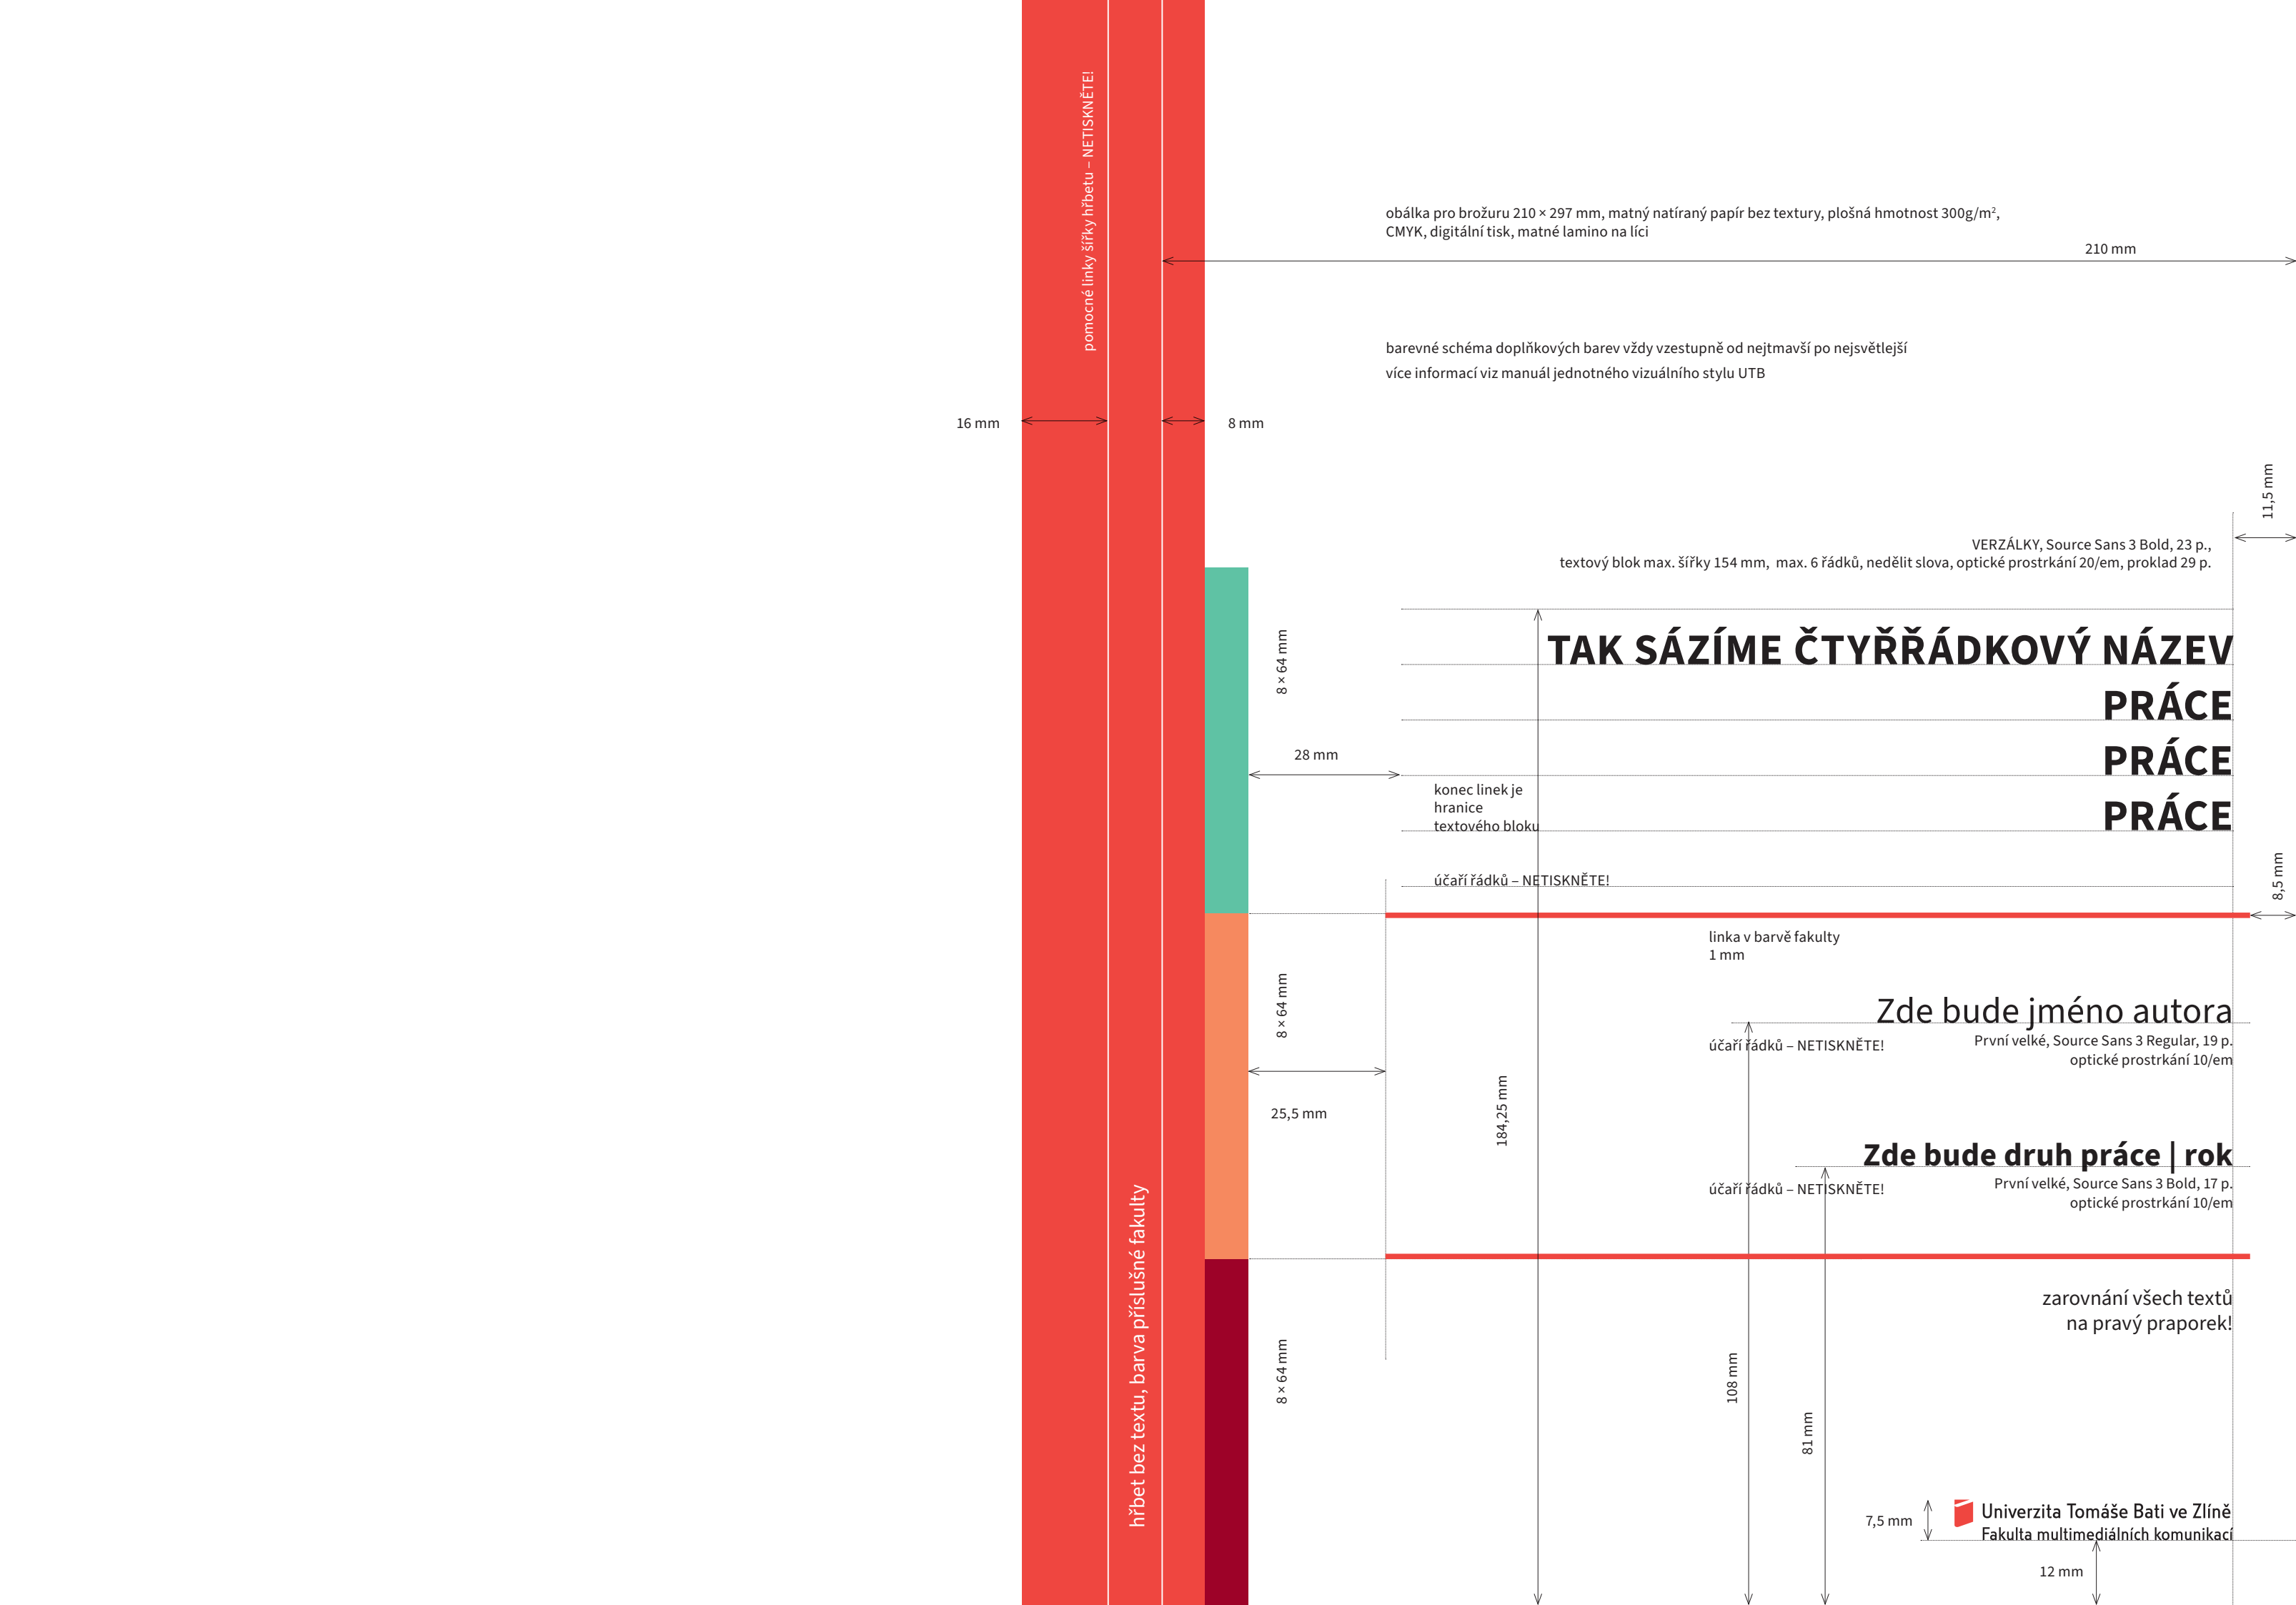 pomocné linky šířky hřbetu – NETISKNĚTE!
obálka pro brožuru 210 × 297 mm, matný natíraný papír bez textury, plošná hmotnost 300g/m²,
CMYK, digitální tisk, matné lamino na líci
210 mm
barevné schéma doplňkových barev vždy vzestupně od nejtmavší po nejsvětlejší
více informací viz manuál jednotného vizuálního stylu UTB
16 mm
8 mm
11,5 mm
VERZÁLKY, Source Sans 3 Bold, 23 p.,
textový blok max. šířky 154 mm, max. 6 řádků, nedělit slova, optické prostrkání 20/em, proklad 29 p.
8 × 64 mm
TAK SÁZÍME ČTYŘŘÁDKOVÝ NÁZEV
PRÁCE
PRÁCE
PRÁCE
28 mm
konec linek je
hranice
textového bloku
účaří řádků – NETISKNĚTE!
8,5 mm
linka v barvě fakulty
1 mm
8 × 64 mm
Zde bude jméno autora
účaří řádků – NETISKNĚTE!
První velké, Source Sans 3 Regular, 19 p.
optické prostrkání 10/em
25,5 mm
184,25 mm
Zde bude druh práce | rok
účaří řádků – NETISKNĚTE!
První velké, Source Sans 3 Bold, 17 p.
optické prostrkání 10/em
hřbet bez textu, barva příslušné fakulty
zarovnání všech textů
na pravý praporek!
8 × 64 mm
108 mm
81 mm
7,5 mm
Univerzita Tomáše Bati ve Zlíně
Fakulta multimediálních komunikací
12 mm